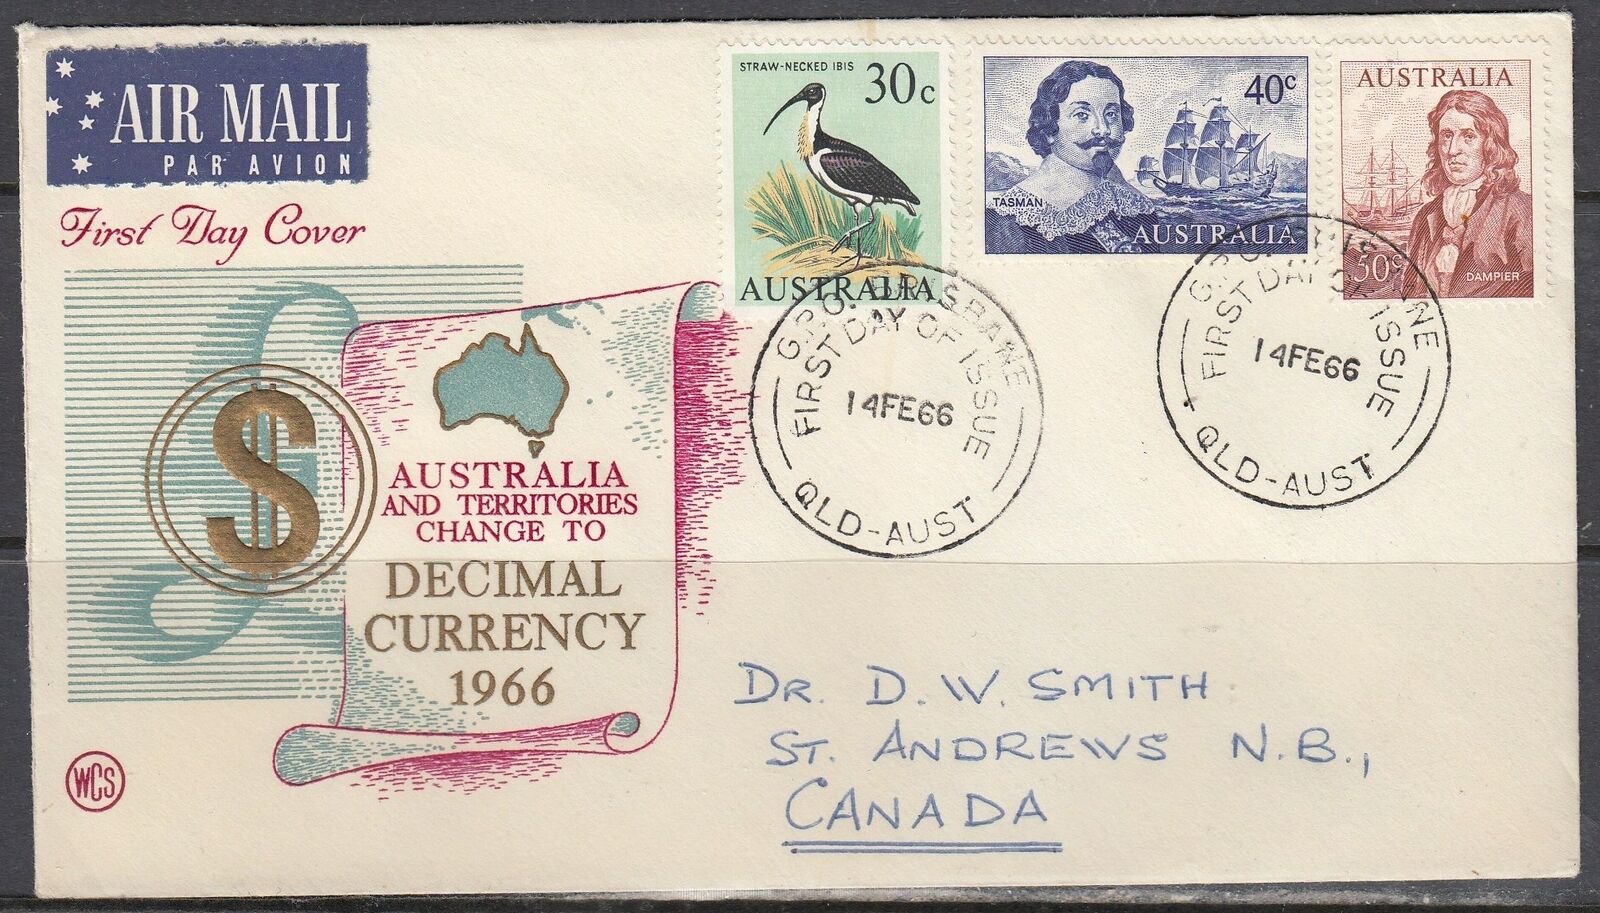 AIR MAIL
PAR AVION
First Day Cover
$
AUSTRALIA
AND TERRITORIES
CHANGE TO
DECIMAL
CURRENCY
1966
WCS
STRAW-NECKED IBIS
30c
AUSTRALIA
40c
TASMAN
AUSTRALIA
AUSTRALIA
50c
DAMPIER
G.P.O. BRISBANE
FIRST DAY OF ISSUE
14FE66
QLD-AUST
G.P.O. BRISBANE
FIRST DAY OF ISSUE
14FE66
QLD-AUST
DR. D. W. SMITH
ST. ANDREWS N.B.,
CANADA